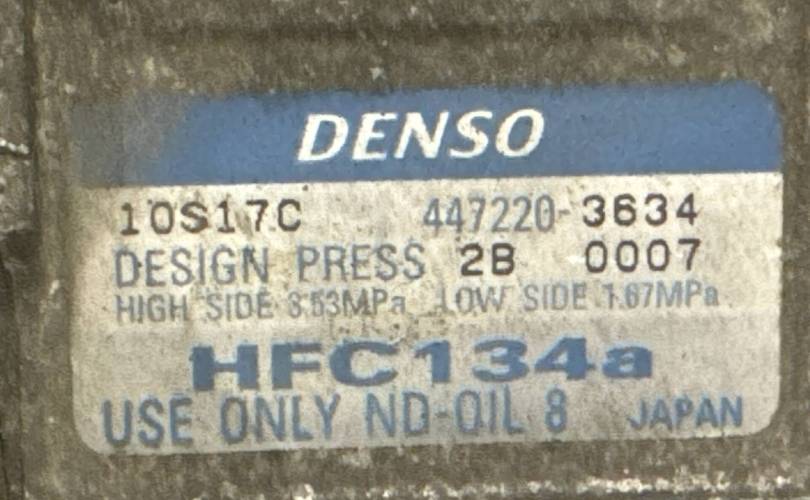 DENSO
10S17C 447220-3634
DESIGN PRESS 2B 0007
HIGH SIDE 3.53MPa LOW SIDE 1.67MPa
HFC134a
USE ONLY ND-OIL 8 JAPAN